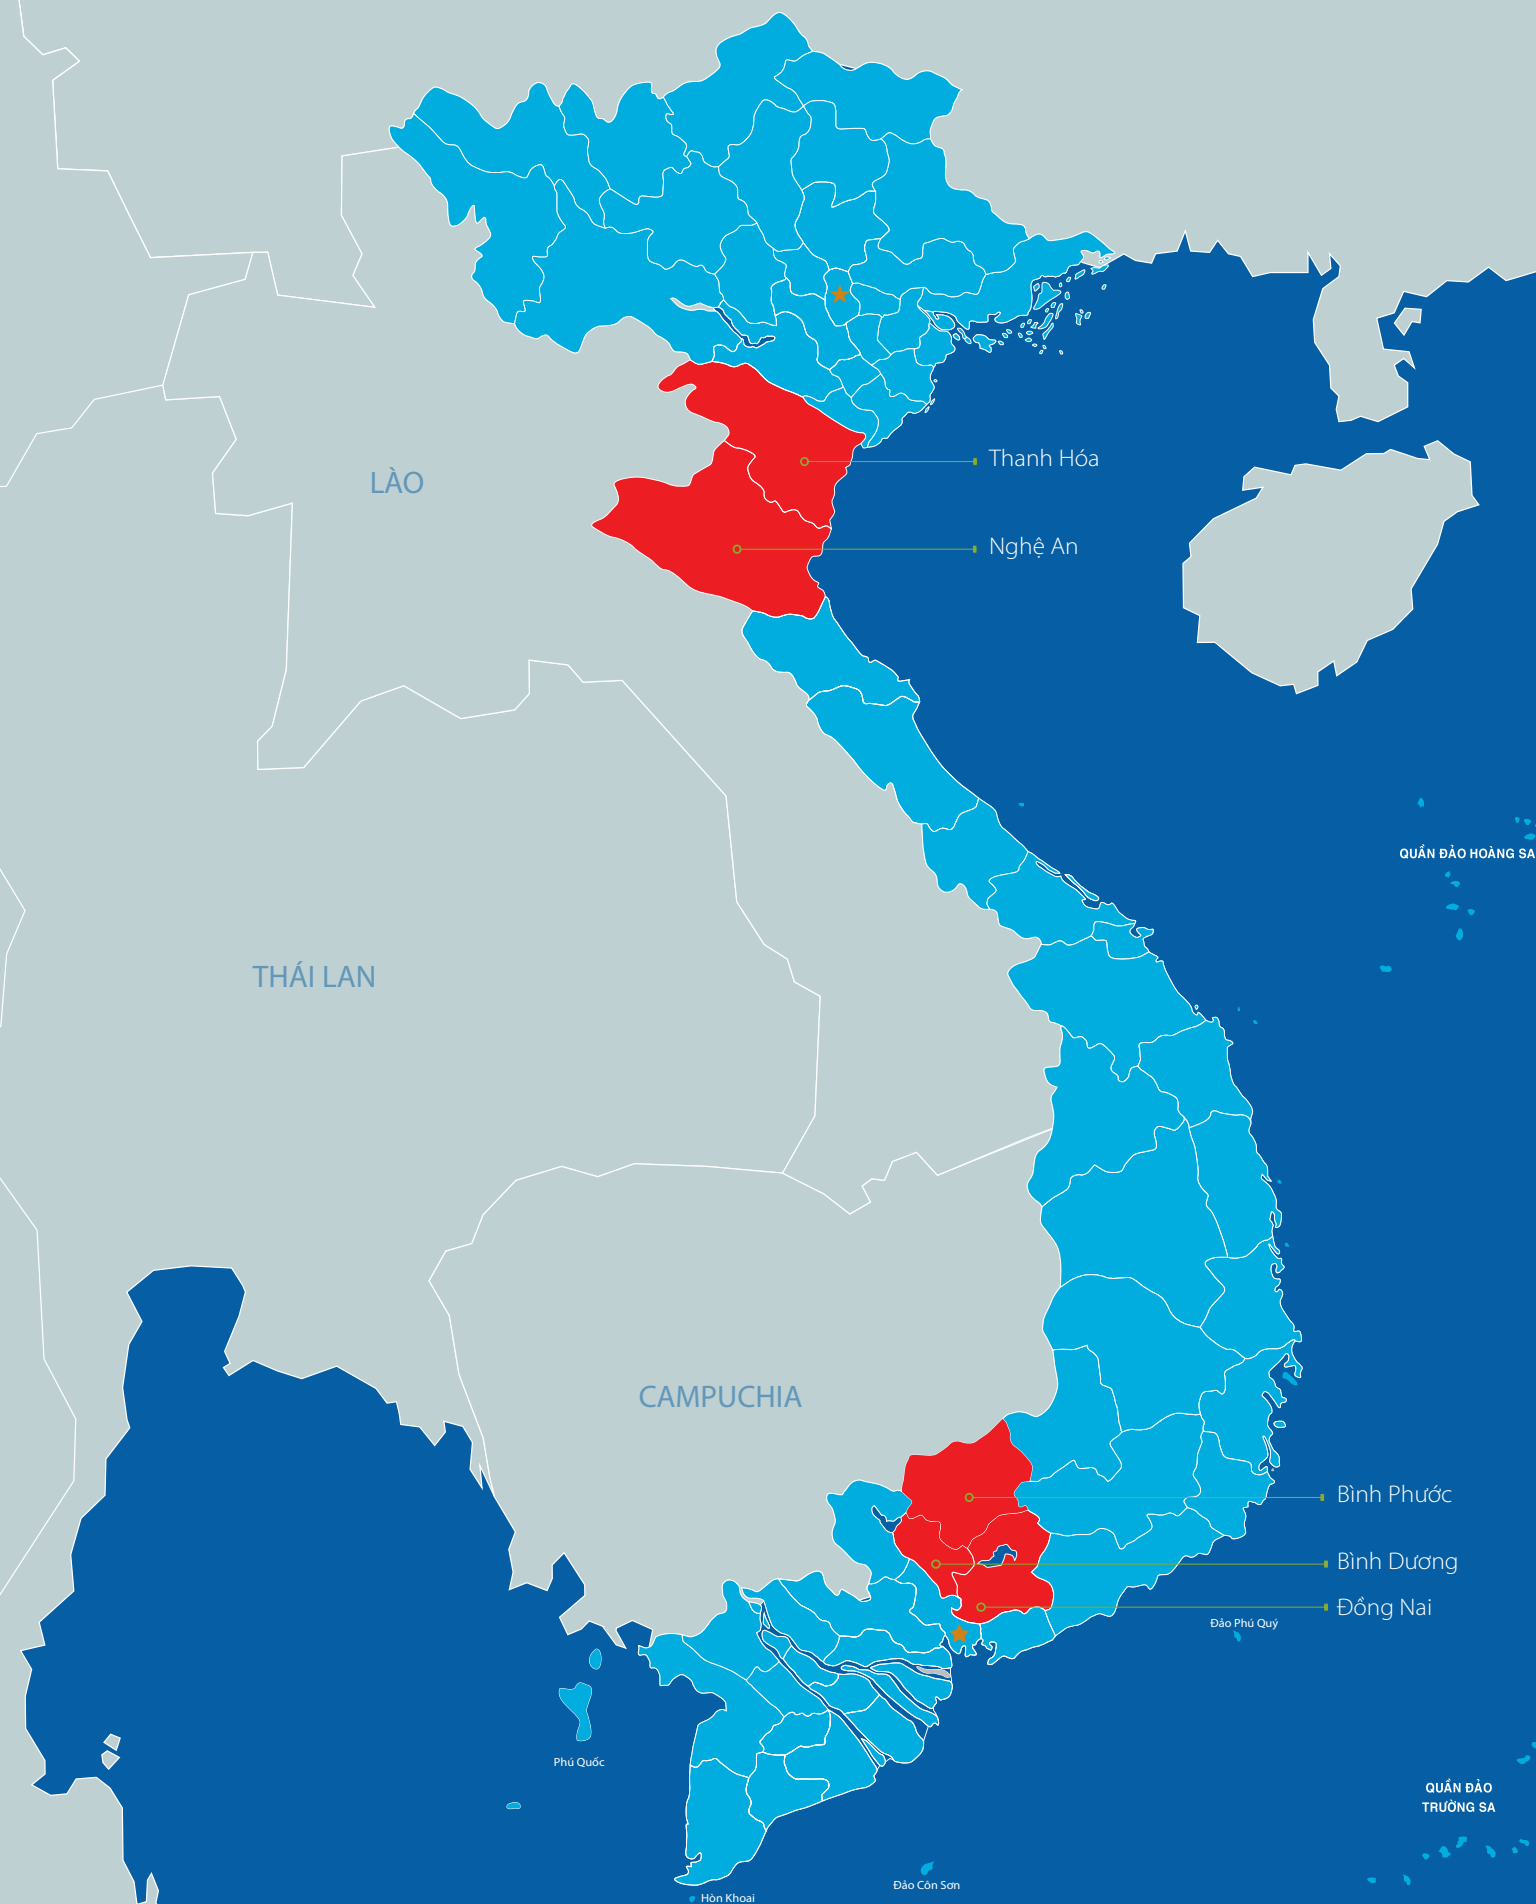 Thanh Hóa
LÀO
Nghệ An
QUẦN ĐẢO HOÀNG SA
THÁI LAN
CAMPUCHIA
Bình Phước
Bình Dương
Đồng Nai
Đảo Phú Quý
Phú Quốc
QUẦN ĐẢO
TRƯỜNG SA
Đảo Côn Sơn
Hòn Khoai